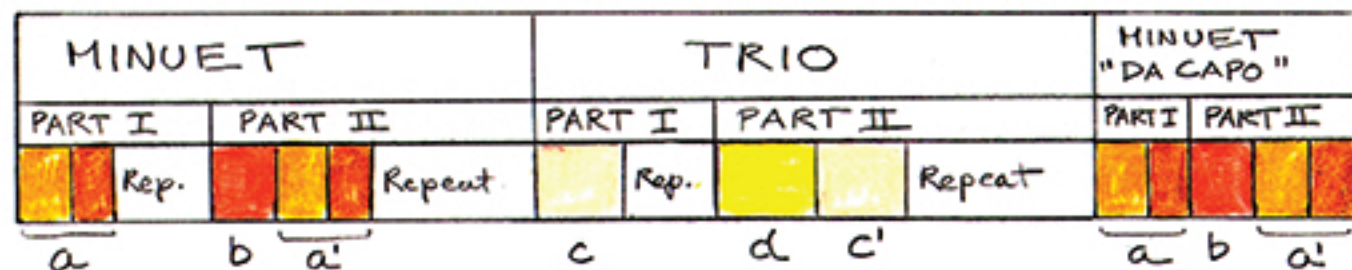 MINUET TRIO MINUET
"DA CAPO"
PART I PART II PART I PART II PART I PART II
Rep. Repeat Rep. Repeat
a b a' c d c' a b a'